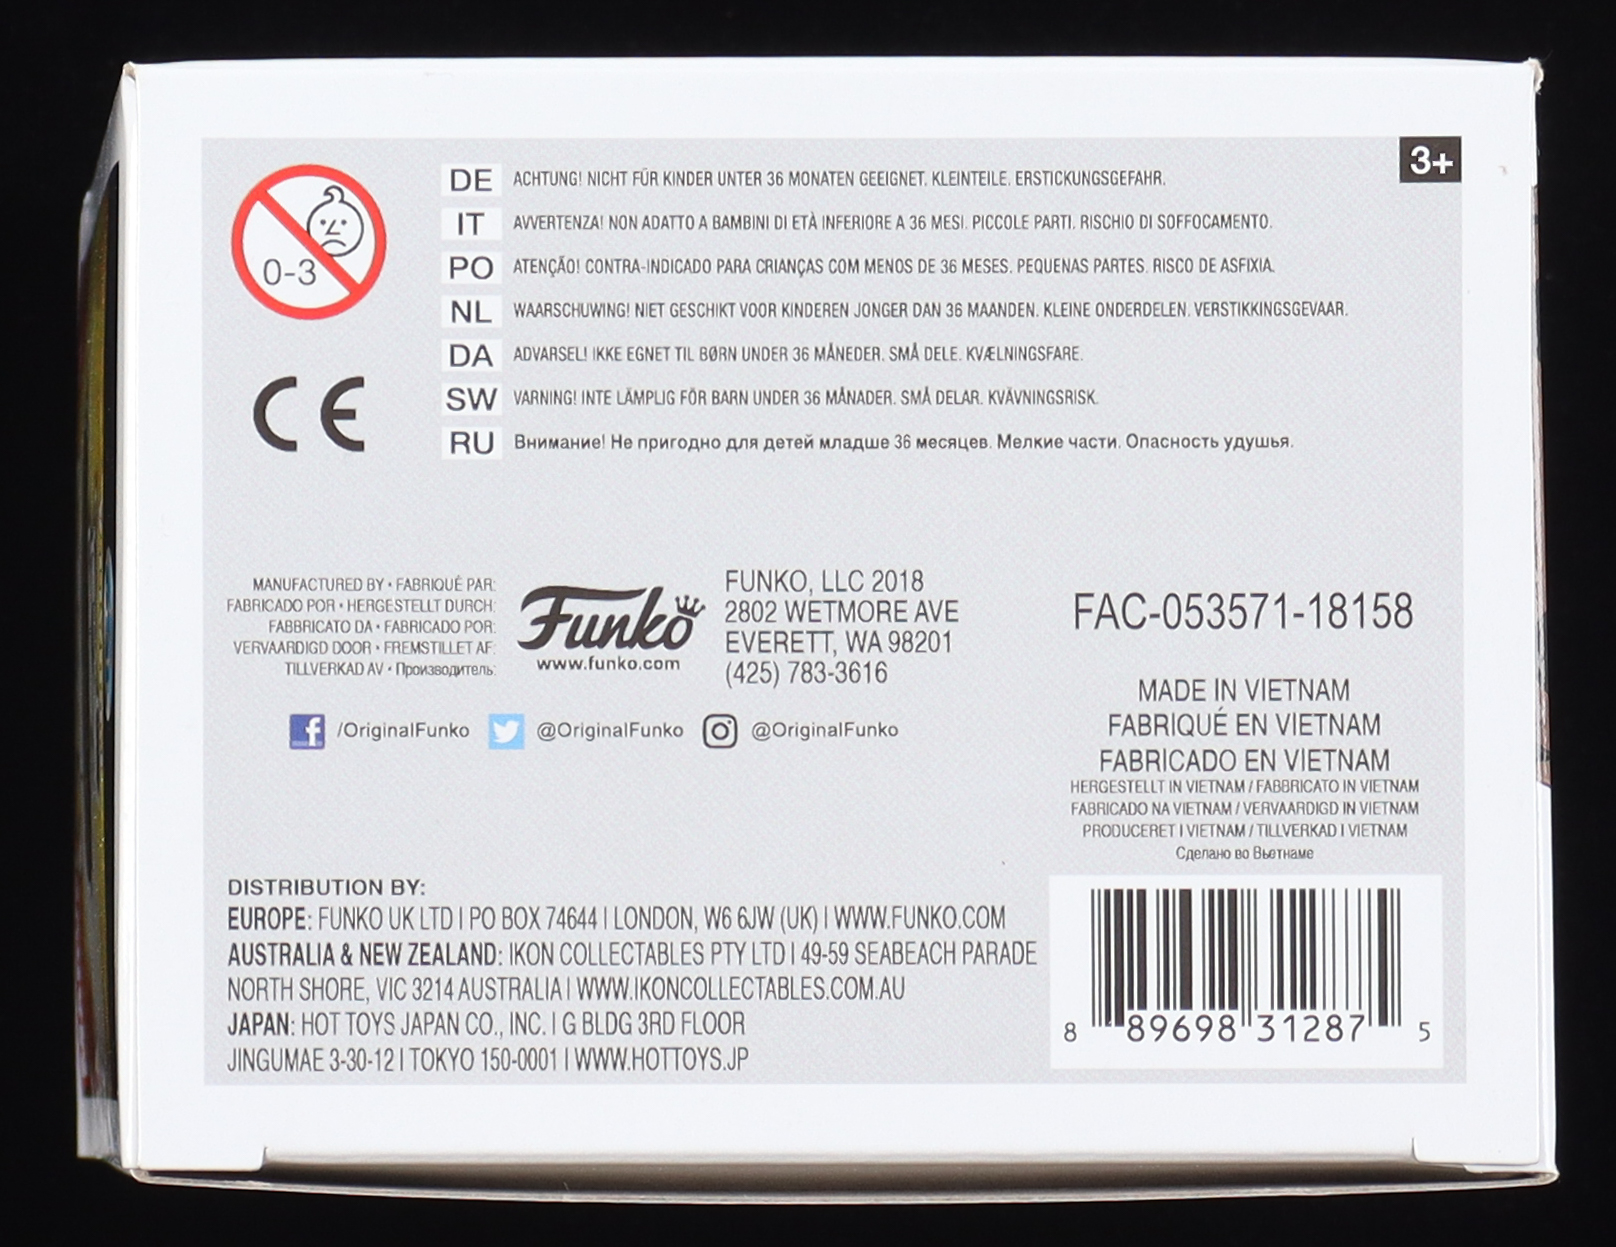 3+
0-3
DE ACHTUNG! NICHT FÜR KINDER UNTER 36 MONATEN GEEIGNET. KLEINTEILE. ERSTICKUNGSGEFAHR.
IT AVVERTENZA! NON ADATTO A BAMBINI DI ETÀ INFERIORE A 36 MESI. PICCOLE PARTI. RISCHIO DI SOFFOCAMENTO.
PO ATENÇÃO! CONTRA-INDICADO PARA CRIANÇAS COM MENOS DE 36 MESES. PEQUENAS PARTES. RISCO DE ASFIXIA.
NL WAARSCHUWING! NIET GESCHIKT VOOR KINDEREN JONGER DAN 36 MAANDEN. KLEINE ONDERDELEN. VERSTIKKINGSGEVAAR.
DA ADVARSEL! IKKE EGNET TIL BØRN UNDER 36 MÅNEDER. SMÅ DELE. KVÆLNINGSFARE.
SW VARNING! INTE LÄMPLIG FÖR BARN UNDER 36 MÅNADER. SMÅ DELAR. KVÄVNINGSRISK.
RU Внимание! Не пригодно для детей младше 36 месяцев. Мелкие части. Опасность удушья.
CE
MANUFACTURED BY • FABRIQUÉ PAR:
FABRICADO POR • HERGESTELLT DURCH:
FABBRICATO DA • FABRICADO POR:
VERVAARDIGD DOOR • FREMSTILLET AF:
TILLVERKAD AV • Производитель:
Funko
www.funko.com
FUNKO, LLC 2018
2802 WETMORE AVE
EVERETT, WA 98201
(425) 783-3616
/OriginalFunko @OriginalFunko @OriginalFunko
FAC-053571-18158
MADE IN VIETNAM
FABRIQUÉ EN VIETNAM
FABRICADO EN VIETNAM
HERGESTELLT IN VIETNAM / FABBRICATO IN VIETNAM
FABRICADO NA VIETNAM / VERVAARDIGD IN VIETNAM
PRODUCERET I VIETNAM / TILLVERKAD I VIETNAM
Сделано во Вьетнаме
DISTRIBUTION BY:
EUROPE: FUNKO UK LTD | PO BOX 74644 | LONDON, W6 6JW (UK) | WWW.FUNKO.COM
AUSTRALIA & NEW ZEALAND: IKON COLLECTABLES PTY LTD | 49-59 SEABEACH PARADE
NORTH SHORE, VIC 3214 AUSTRALIA | WWW.IKONCOLLECTABLES.COM.AU
JAPAN: HOT TOYS JAPAN CO., INC. | G BLDG 3RD FLOOR
JINGUMAE 3-30-12 | TOKYO 150-0001 | WWW.HOTTOYS.JP
8 89698 31287 5